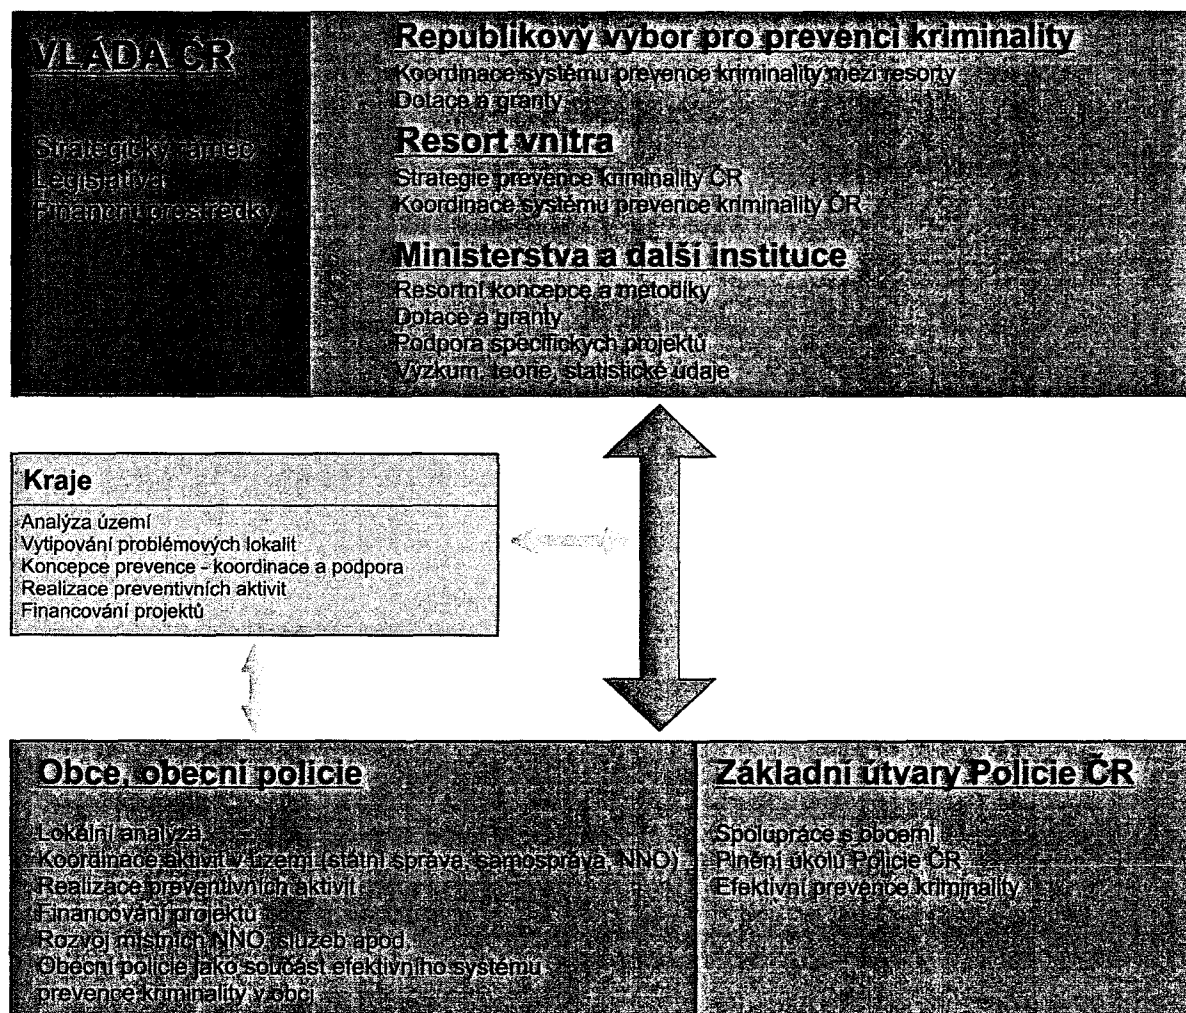 VLÁDA ČR
Strategický rámec
Legislativa
Finanční prostředky
Republikový výbor pro prevenci kriminality
Koordinace systému prevence kriminality mezi resorty
Dotace a granty
Resort vnitra
Strategie prevence kriminality ČR
Koordinace systému prevence kriminality ČR
Ministerstva a další instituce
Resortní koncepce a metodiky
Dotace a granty
Podpora specifických projektů
Výzkum, teorie, statistické údaje
Kraje
Analýza území
Vytipování problémových lokalit
Koncepce prevence - koordinace a podpora
Realizace preventivních aktivit
Financování projektů
Obce, obecní policie
Lokální analýza
Koordinace aktivit v území (státní správa, samospráva, NNO)
Realizace preventivních aktivit
Financování projektů
Rozvoj místních NNO, služeb apod.
Obecní policie jako součást efektivního systému
prevence kriminality v obci
Základní útvary Policie ČR
Spolupráce s obcemi
Plnění úkolů Policie ČR
Efektivní prevence kriminality